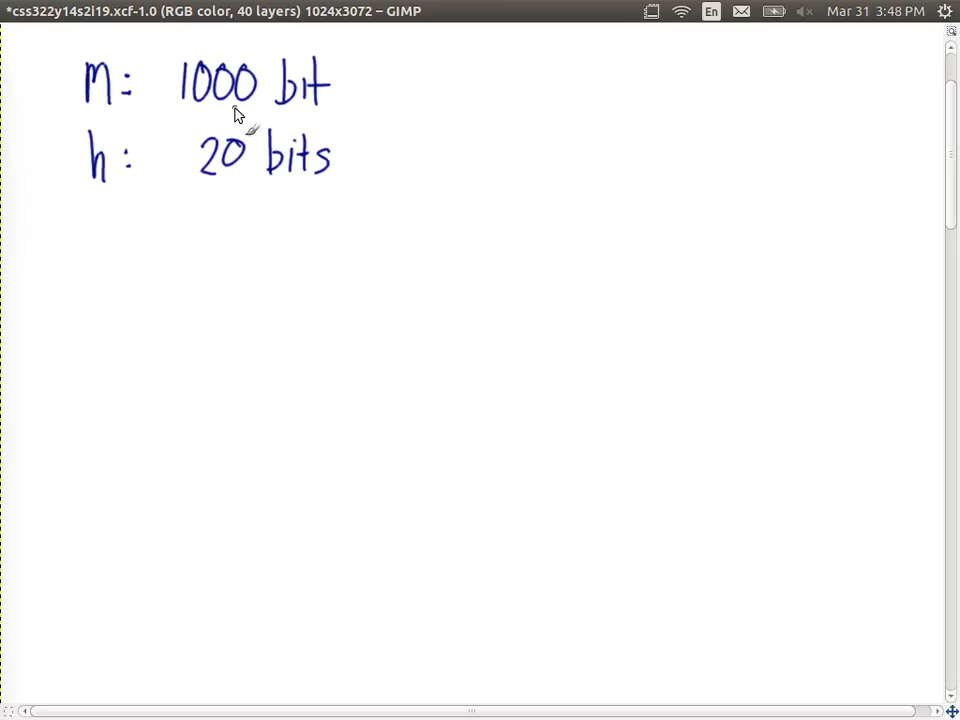 *css322y14s2i19.xcf-1.0 (RGB color, 40 layers) 1024x3072 – GIMP En Mar 31 3:48 PM
m: 1000 bit
h: 20 bits